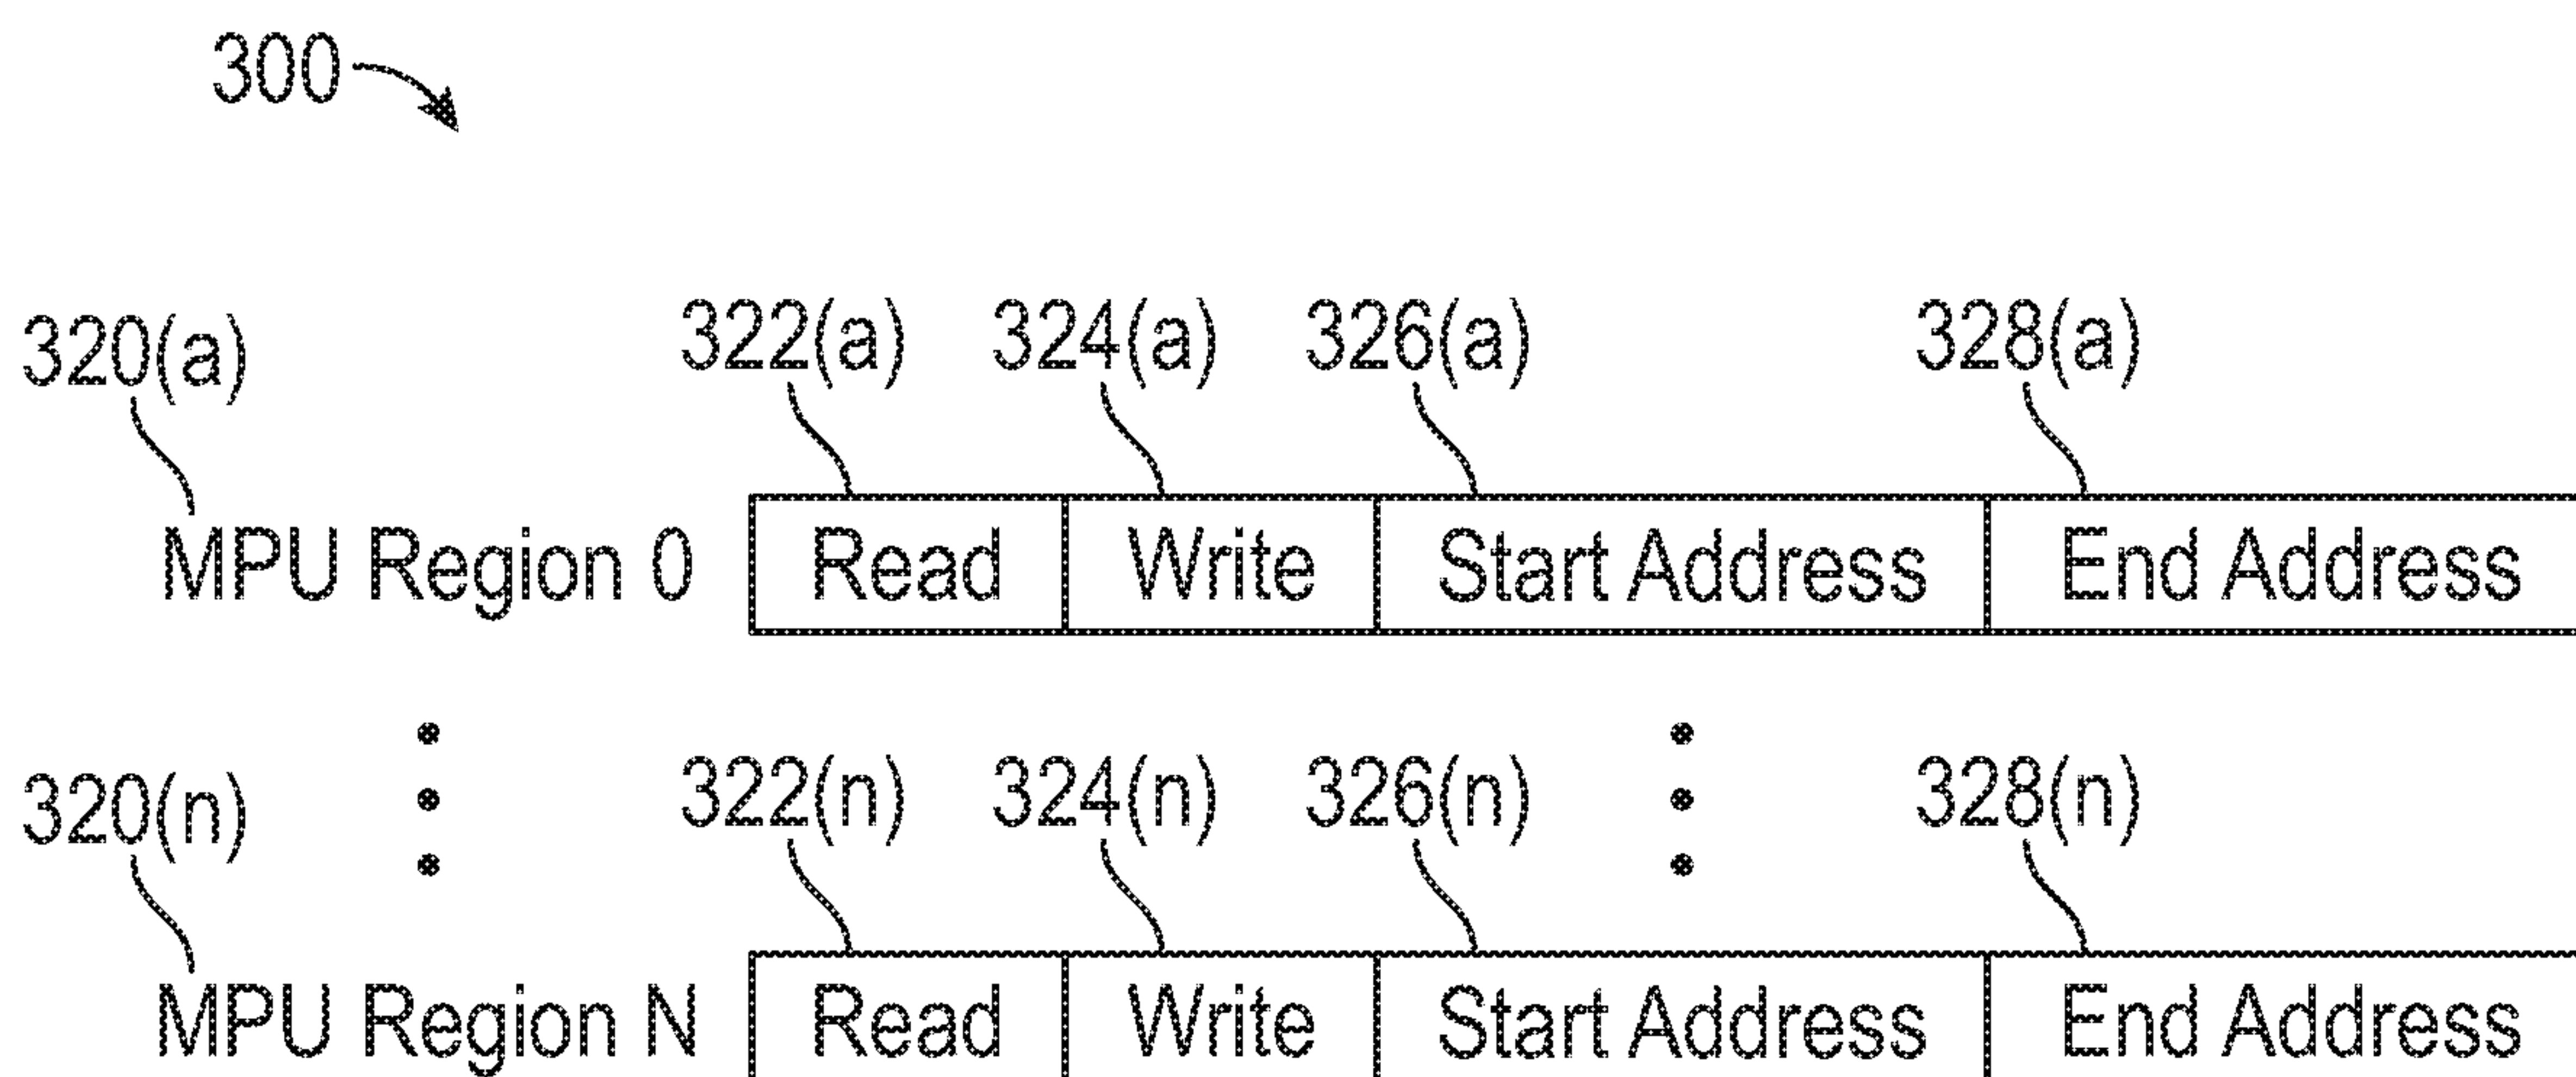 300
320(a) 322(a) 324(a) 326(a) 328(a)
MPU Region 0 Read Write Start Address End Address
320(n) 322(n) 324(n) 326(n) 328(n)
MPU Region N Read Write Start Address End Address